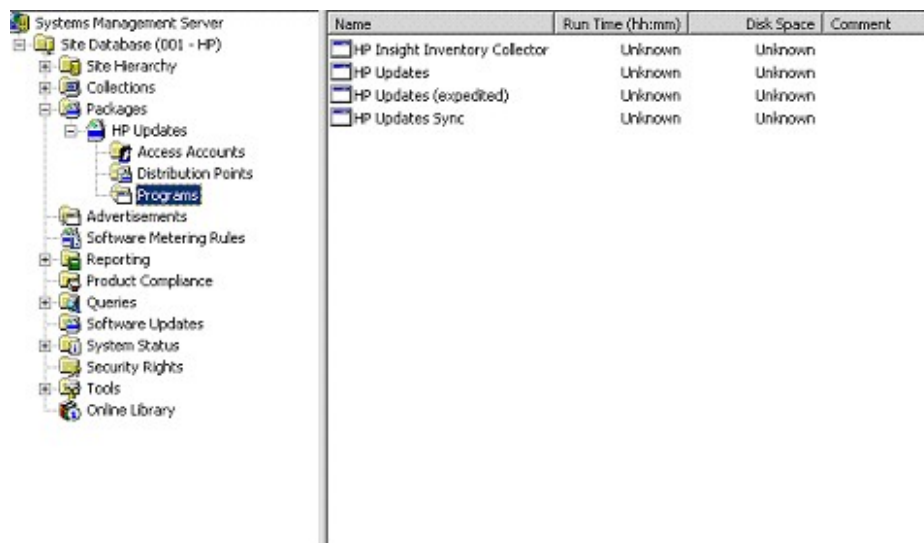 Systems Management Server
Site Database (001 - HP)
Site Hierarchy
Collections
Packages
HP Updates
Access Accounts
Distribution Points
Programs
Advertisements
Software Metering Rules
Reporting
Product Compliance
Queries
Software Updates
System Status
Security Rights
Tools
Online Library
Name Run Time (hh:mm) Disk Space Comment
HP Insight Inventory Collector Unknown Unknown
HP Updates Unknown Unknown
HP Updates (expedited) Unknown Unknown
HP Updates Sync Unknown Unknown